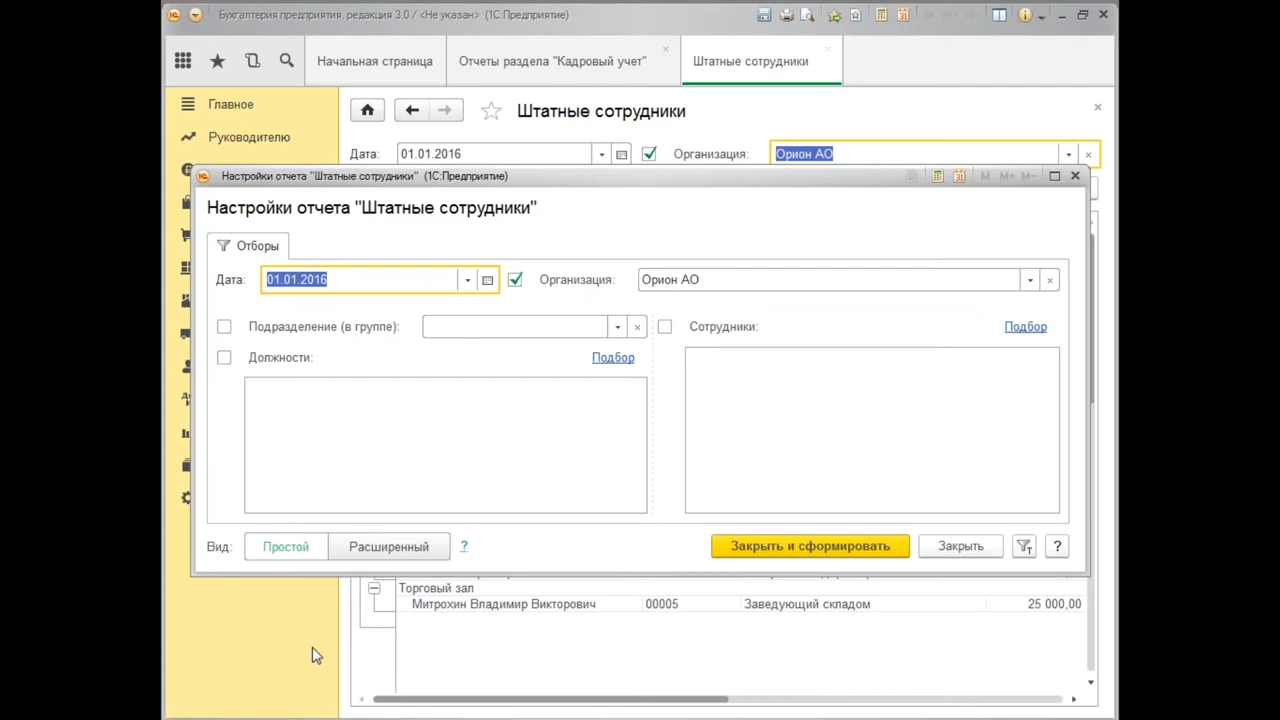 Бухгалтерия предприятия, редакция 3.0 / <Не указан> (1С:Предприятие)
M M+ M-
Начальная страница
Отчеты раздела "Кадровый учет"
Штатные сотрудники
Главное
Руководителю
Штатные сотрудники
Дата: 01.01.2016
Организация: Орион АО
Настройки отчета "Штатные сотрудники" (1С:Предприятие)
M M+ M-
Настройки отчета "Штатные сотрудники"
Отборы
Дата: 01.01.2016
Организация: Орион АО
Подразделение (в группе):
Сотрудники: Подбор
Должности: Подбор
Вид: Простой Расширенный ?
Закрыть и сформировать Закрыть ?
Торговый зал
Митрохин Владимир Викторович 00005 Заведующий складом 25 000,00